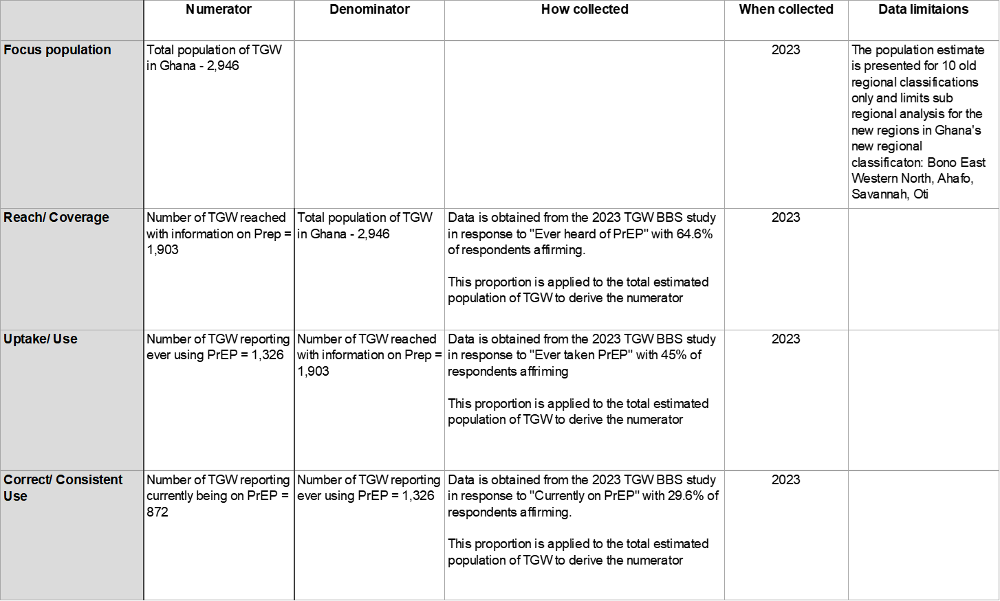 Numerator
Denominator
How collected
When collected
Data limitaions
Focus population
Total population of TGW
in Ghana - 2,946
2023
The population estimate
is presented for 10 old
regional classifications
only and limits sub
regional analysis for the
new regions in Ghana's
new regional
classificaton: Bono East
Western North, Ahafo,
Savannah, Oti
Reach/ Coverage
Number of TGW reached
with information on Prep =
1,903
Total population of TGW
in Ghana - 2,946
Data is obtained from the 2023 TGW BBS study
in response to "Ever heard of PrEP" with 64.6%
of respondents affirming.
This proportion is applied to the total estimated
population of TGW to derive the numerator
2023
Uptake/ Use
Number of TGW reporting
ever using PrEP = 1,326
Number of TGW reached
with information on Prep =
1,903
Data is obtained from the 2023 TGW BBS study
in response to "Ever taken PrEP" with 45% of
respondents affriming
This proportion is applied to the total estimated
population of TGW to derive the numerator
2023
Correct/ Consistent
Use
Number of TGW reporting
currently being on PrEP =
872
Number of TGW reporting
ever using PrEP = 1,326
Data is obtained from the 2023 TGW BBS study
in response to "Currently on PrEP" with 29.6% of
respondents affirming.
This proportion is applied to the total estimated
population of TGW to derive the numerator
2023